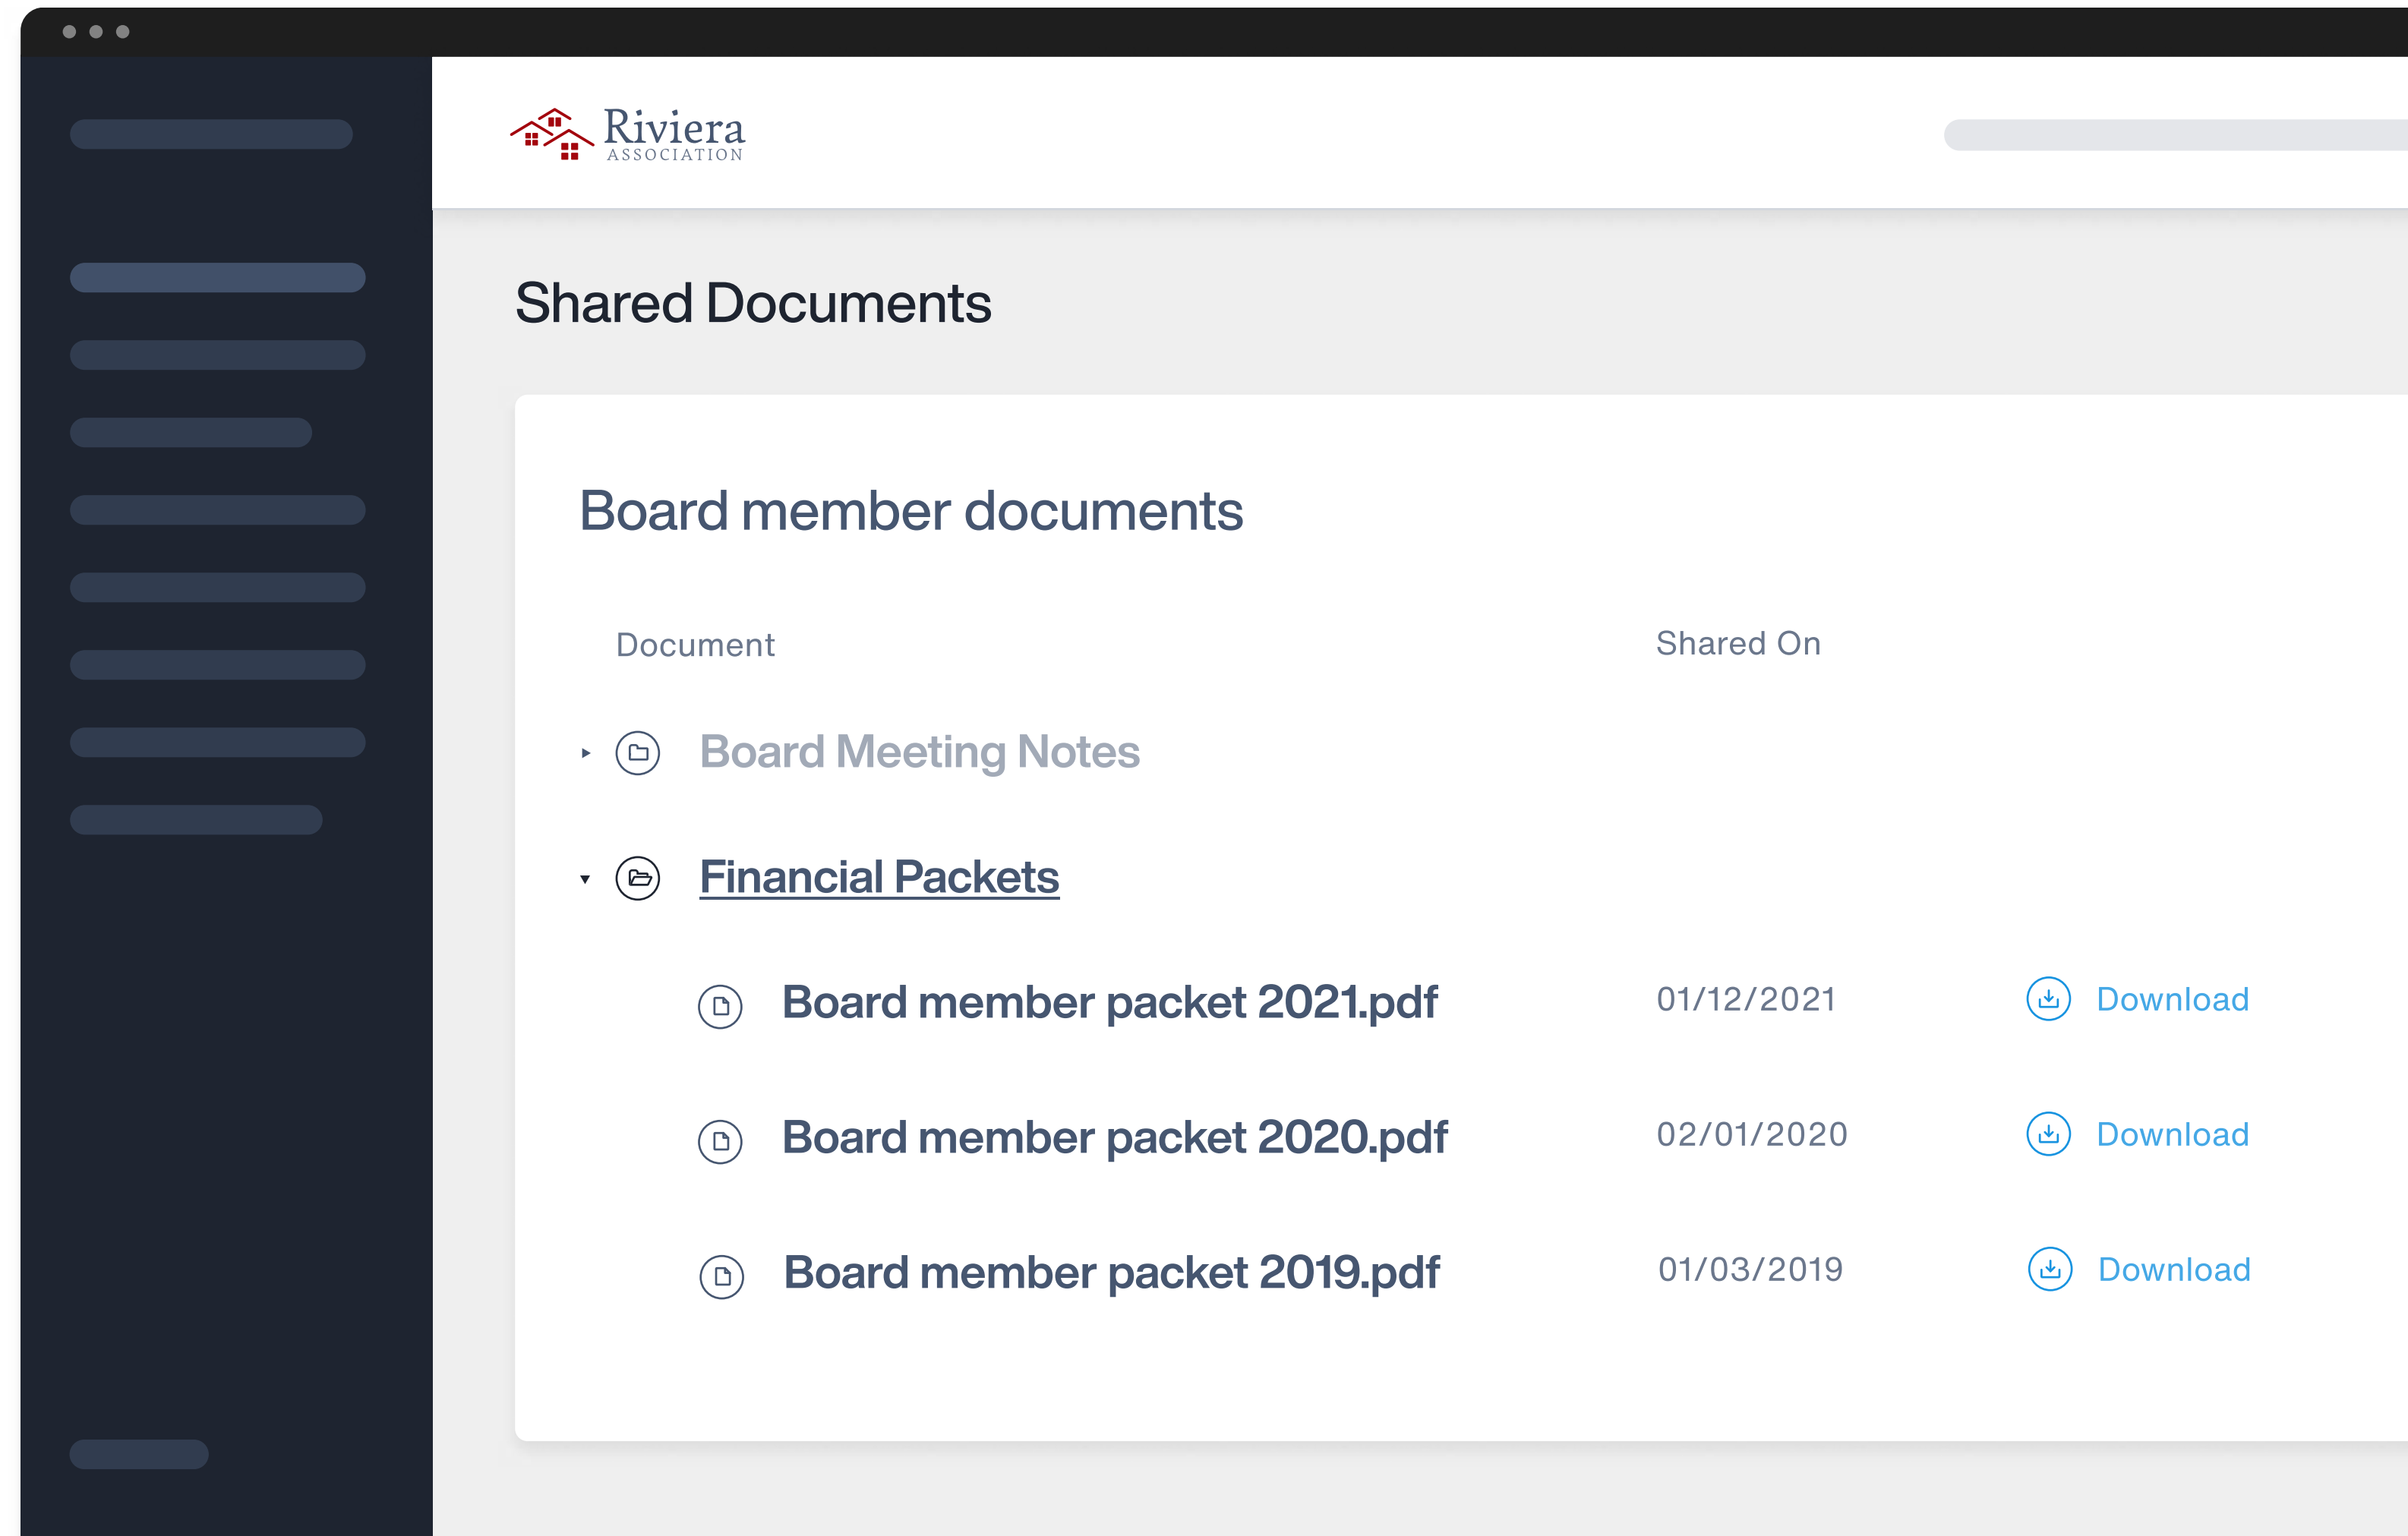 Riviera
ASSOCIATION
Shared Documents
Board member documents
Document Shared On
Board Meeting Notes
Financial Packets
Board member packet 2021.pdf 01/12/2021 Download
Board member packet 2020.pdf 02/01/2020 Download
Board member packet 2019.pdf 01/03/2019 Download